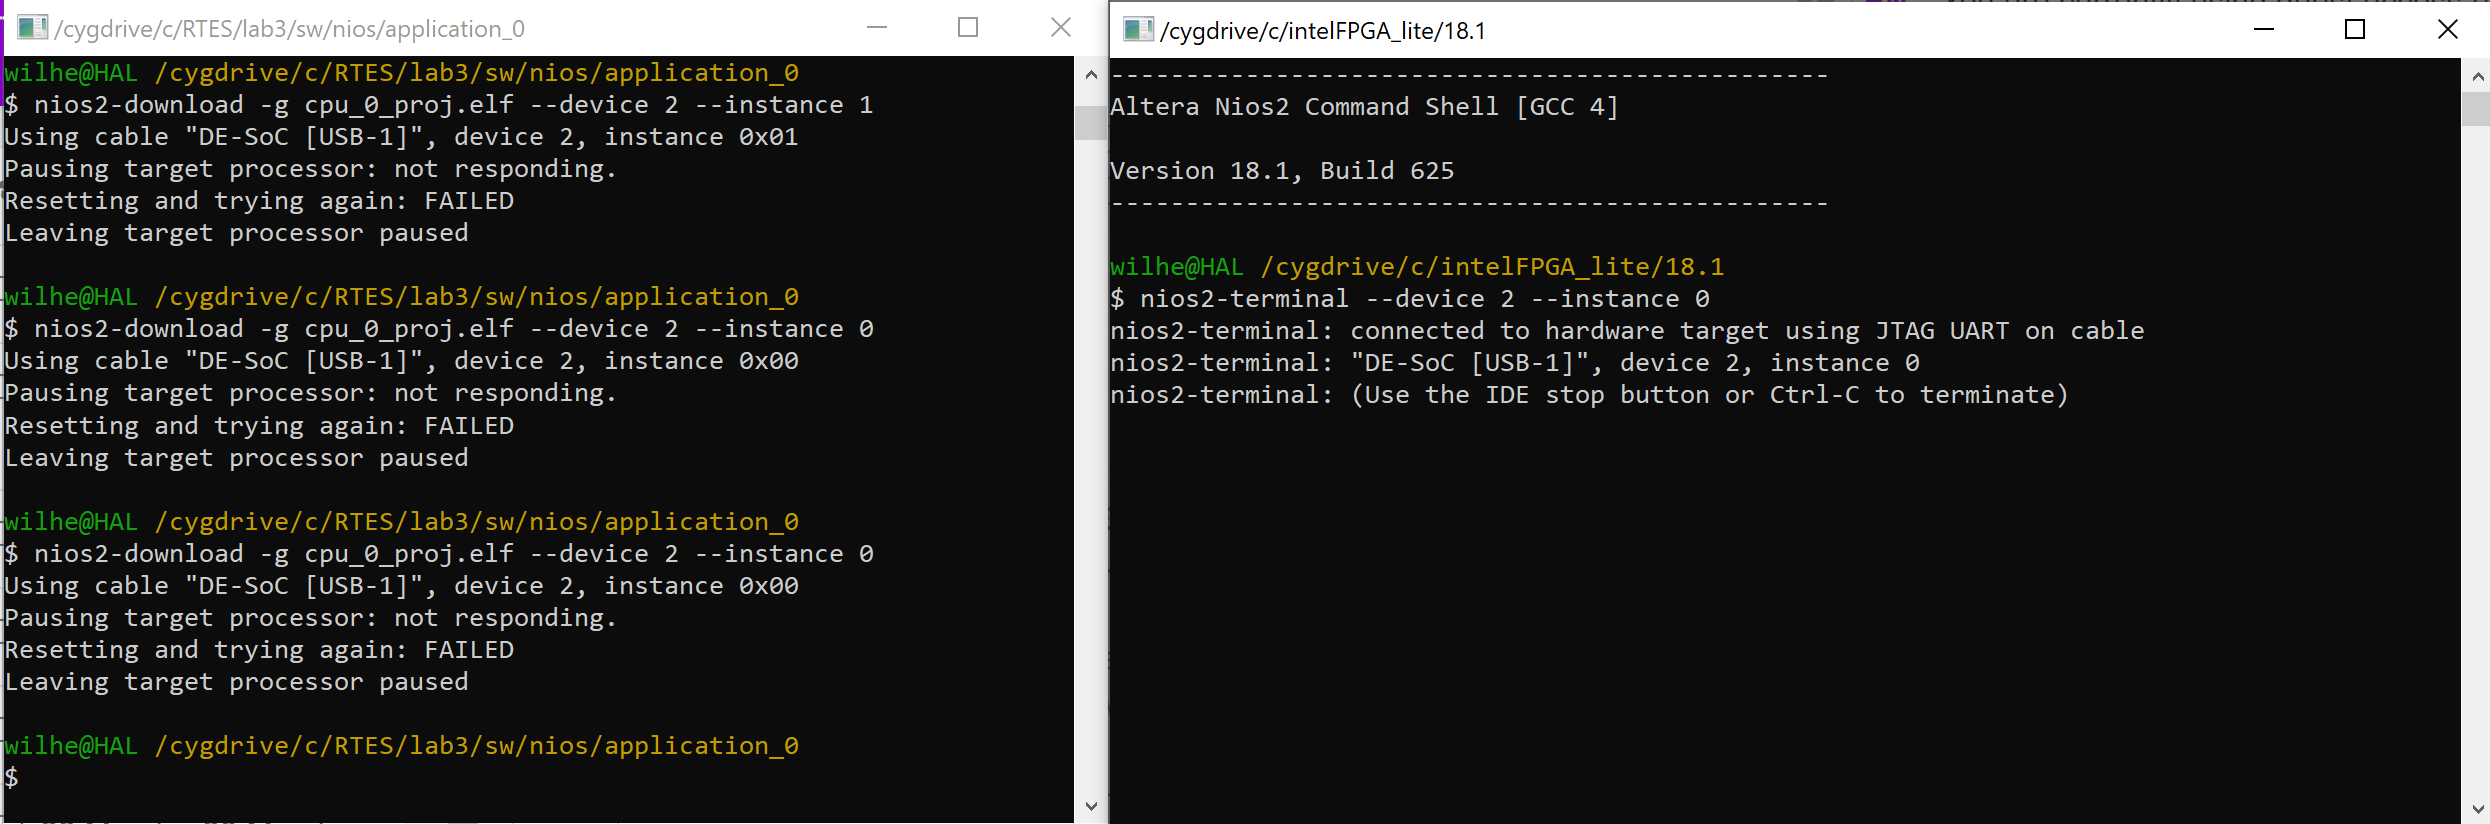 /cygdrive/c/RTES/lab3/sw/nios/application_0
wilhe@HAL /cygdrive/c/RTES/lab3/sw/nios/application_0
$ nios2-download -g cpu_0_proj.elf --device 2 --instance 1
Using cable "DE-SoC [USB-1]", device 2, instance 0x01
Pausing target processor: not responding.
Resetting and trying again: FAILED
Leaving target processor paused
wilhe@HAL /cygdrive/c/RTES/lab3/sw/nios/application_0
$ nios2-download -g cpu_0_proj.elf --device 2 --instance 0
Using cable "DE-SoC [USB-1]", device 2, instance 0x00
Pausing target processor: not responding.
Resetting and trying again: FAILED
Leaving target processor paused
wilhe@HAL /cygdrive/c/RTES/lab3/sw/nios/application_0
$ nios2-download -g cpu_0_proj.elf --device 2 --instance 0
Using cable "DE-SoC [USB-1]", device 2, instance 0x00
Pausing target processor: not responding.
Resetting and trying again: FAILED
Leaving target processor paused
wilhe@HAL /cygdrive/c/RTES/lab3/sw/nios/application_0
$
/cygdrive/c/intelFPGA_lite/18.1
------------------------------------------------
Altera Nios2 Command Shell [GCC 4]
Version 18.1, Build 625
------------------------------------------------
wilhe@HAL /cygdrive/c/intelFPGA_lite/18.1
$ nios2-terminal --device 2 --instance 0
nios2-terminal: connected to hardware target using JTAG UART on cable
nios2-terminal: "DE-SoC [USB-1]", device 2, instance 0
nios2-terminal: (Use the IDE stop button or Ctrl-C to terminate)